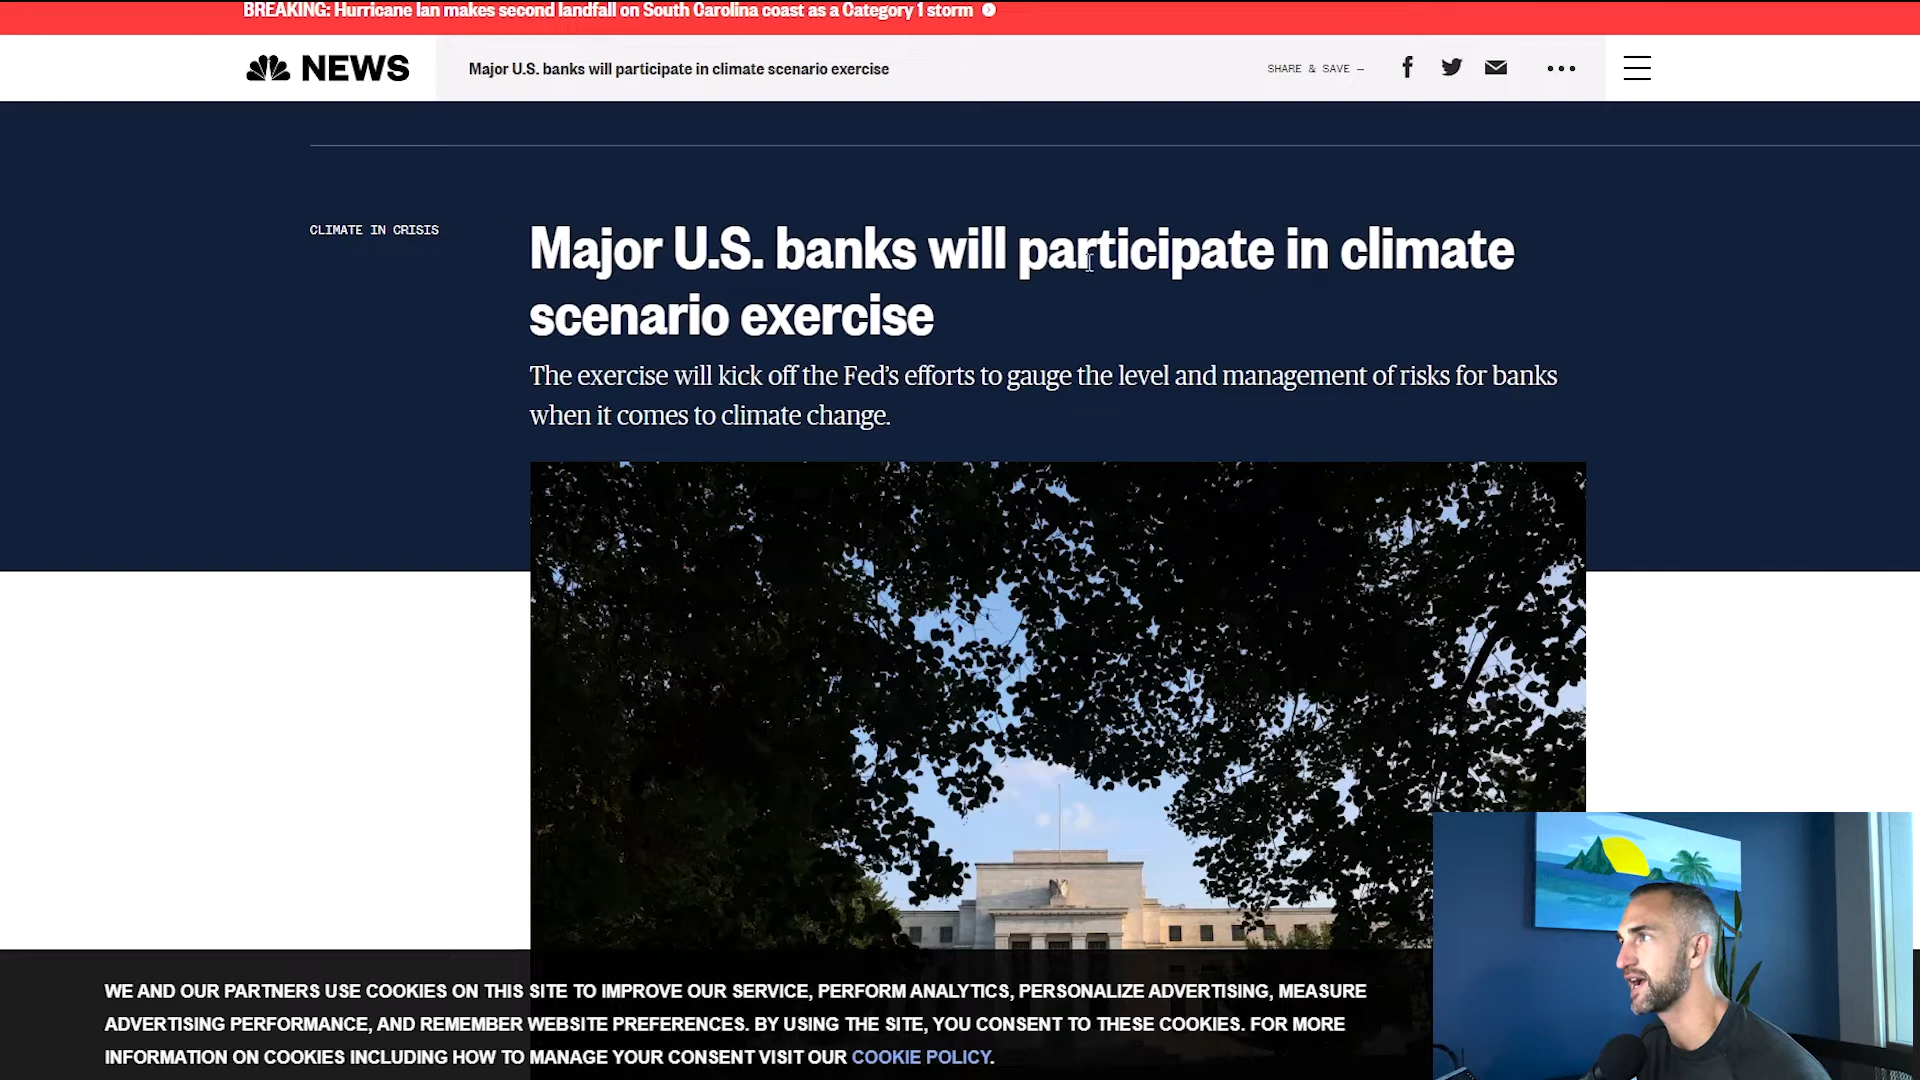 BREAKING: Hurricane Ian makes second landfall on South Carolina coast as a Category 1 storm
NEWS
Major U.S. banks will participate in climate scenario exercise
SHARE & SAVE —
CLIMATE IN CRISIS
Major U.S. banks will participate in climate
scenario exercise
The exercise will kick off the Fed’s efforts to gauge the level and management of risks for banks
when it comes to climate change.
WE AND OUR PARTNERS USE COOKIES ON THIS SITE TO IMPROVE OUR SERVICE, PERFORM ANALYTICS, PERSONALIZE ADVERTISING, MEASURE
ADVERTISING PERFORMANCE, AND REMEMBER WEBSITE PREFERENCES. BY USING THE SITE, YOU CONSENT TO THESE COOKIES. FOR MORE
INFORMATION ON COOKIES INCLUDING HOW TO MANAGE YOUR CONSENT VISIT OUR COOKIE POLICY.